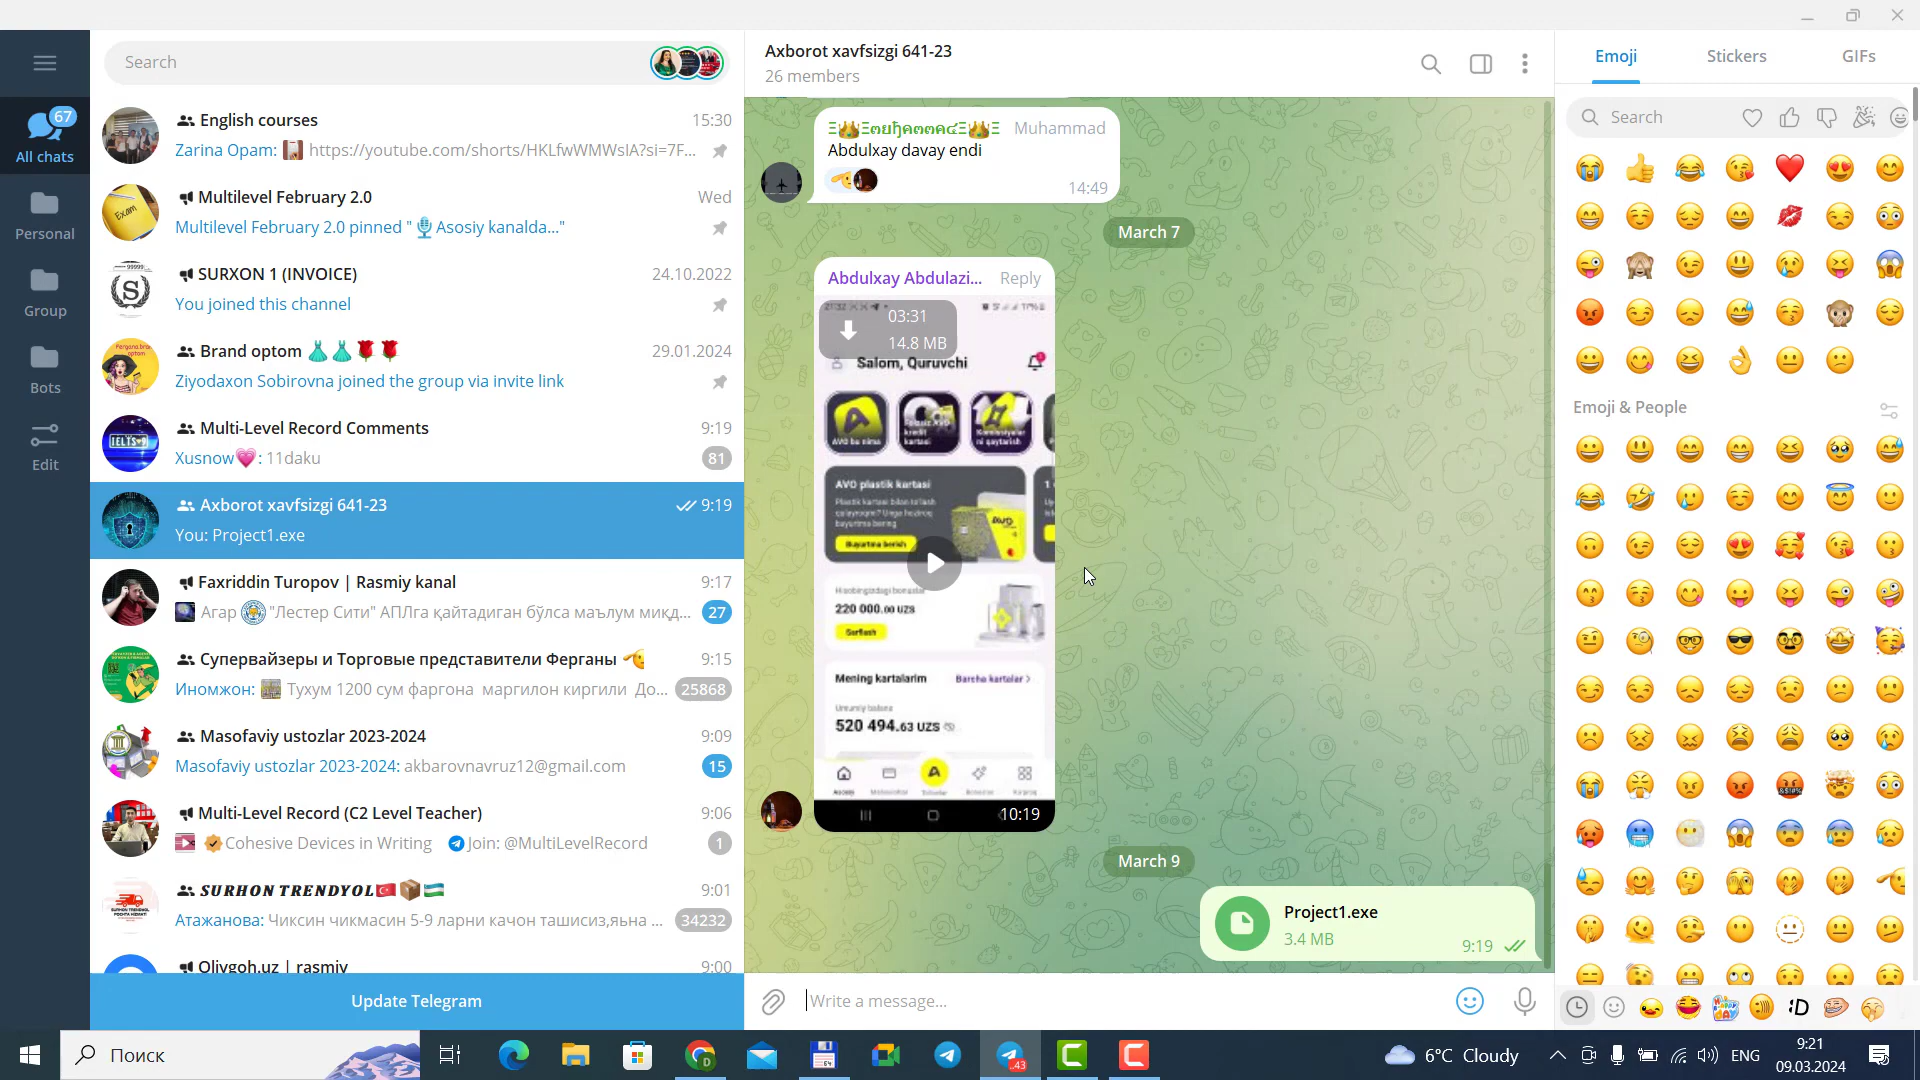 Search
67
All chats
Personal
Group
Bots
Edit
English courses 15:30
Zarina Opam: https://youtube.com/shorts/HKLfwWMWsIA?si=7F...
Multilevel February 2.0 Wed
Multilevel February 2.0 pinned " Asosiy kanalda..."
SURXON 1 (INVOICE) 24.10.2022
You joined this channel
Brand optom 29.01.2024
Ziyodaxon Sobirovna joined the group via invite link
Multi-Level Record Comments 9:19
Xusnow: 11daku 81
Axborot xavfsizgi 641-23 9:19
You: Project1.exe
Faxriddin Turopov | Rasmiy kanal 9:17
Агар "Лестер Сити" АПЛга қайтадиган бўлса маълум миқд... 27
Супервайзеры и Торговые представители Ферганы 9:15
Иномжон: Тухум 1200 сум фаргона маргилон киргили До... 25868
Masofaviy ustozlar 2023-2024 9:09
Masofaviy ustozlar 2023-2024: akbarovnavruz12@gmail.com 15
Multi-Level Record (C2 Level Teacher) 9:06
Cohesive Devices in Writing Join: @MultiLevelRecord 1
SURHON TRENDYOL 9:01
Атажанова: Чиксин чикмасин 5-9 ларни качон ташисиз,яьна ... 34232
Oliygoh.uz | rasmiy 9:00
Update Telegram
Axborot xavfsizgi 641-23
26 members
Muhammad
Abdulxay davay endi
14:49
March 7
Abdulxay Abdulazi... Reply
03:31
14.8 MB
Salom, Quruvchi
AVO plastik kartasi
Buyurtma berish
220 000.00 UZS
Sarflash
Mening kartalarim Barcha kartalar >
Umumiy balans
520 494.63 UZS
10:19
March 9
Project1.exe
3.4 MB
9:19
Write a message...
Emoji Stickers GIFs
Search
Emoji & People
Поиск
6°C Cloudy
ENG
9:21
09.03.2024